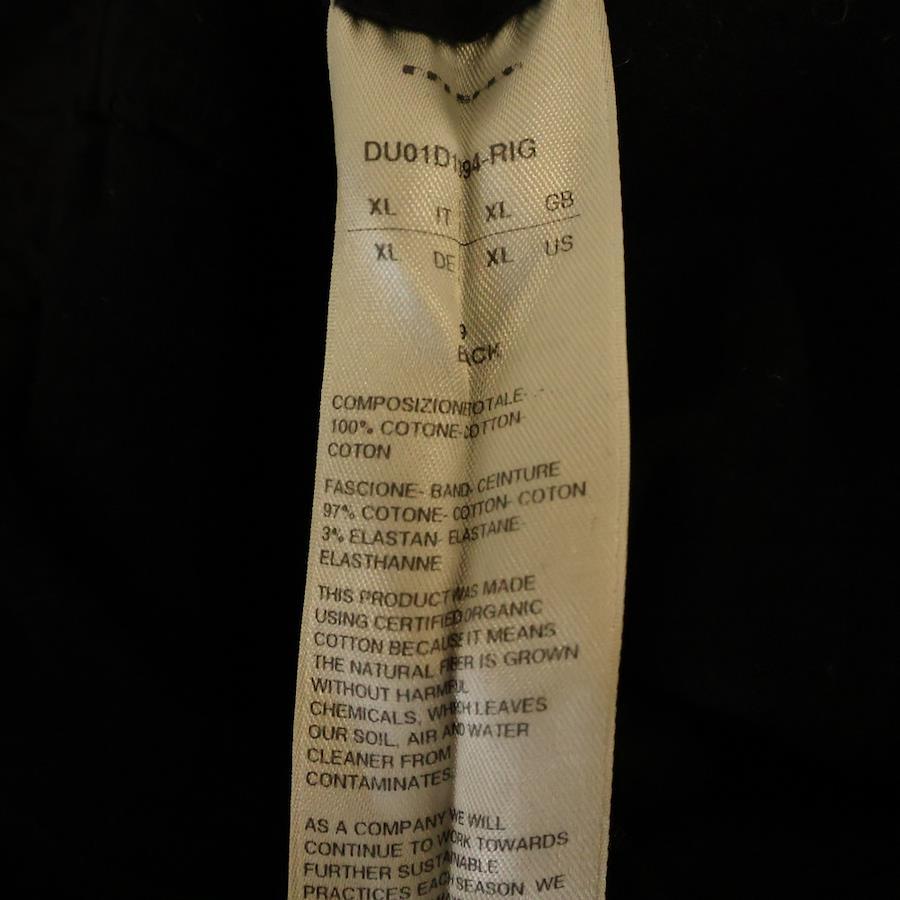 DU01D1394-RIG
XL IT XL GB
XL DE XL US
9
COMPOSIZIONE TOTALE-
100% COTONE-COTTON-
COTON
FASCIONE- BAND- CEINTURE
97% COTONE- COTTON- COTON
3% ELASTAN- ELASTANE-
ELASTHANNE
THIS PRODUCT WAS MADE
USING CERTIFIED ORGANIC
COTTON BECAUSE IT MEANS
THE NATURAL FIBER IS GROWN
WITHOUT HARMFUL
CHEMICALS, WHICH LEAVES
OUR SOIL, AIR AND WATER
CLEANER FROM
CONTAMINATES.
AS A COMPANY WE WILL
CONTINUE TO WORK TOWARDS
FURTHER SUSTAINABLE
PRACTICES EACH SEASON. WE